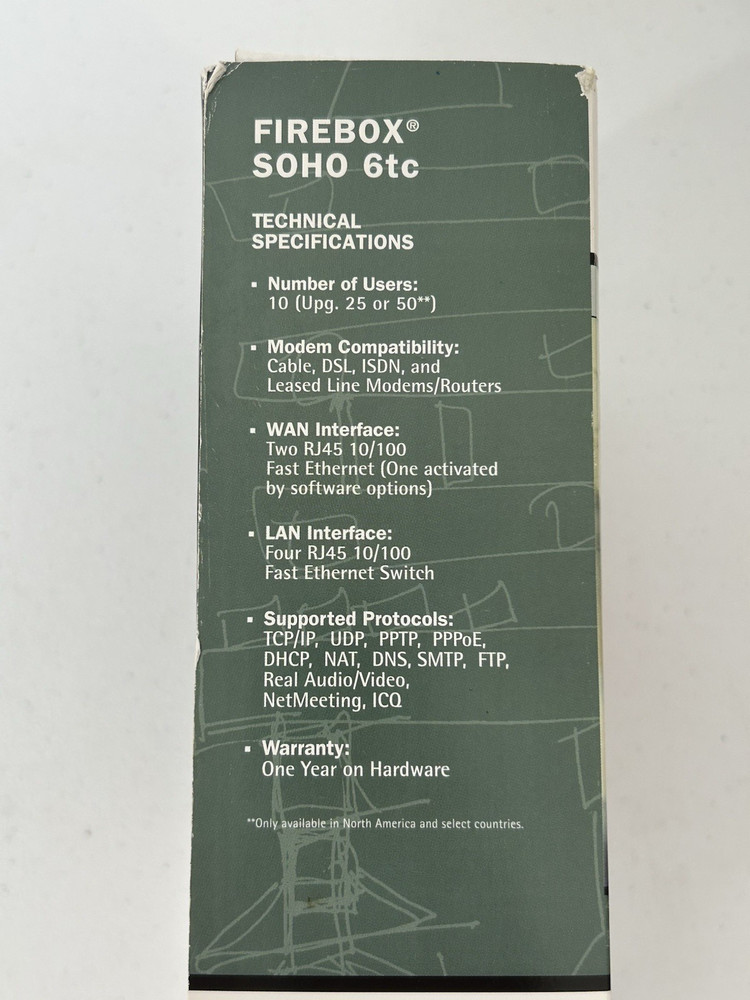 FIREBOX®
SOHO 6tc
TECHNICAL
SPECIFICATIONS
▪ Number of Users:
10 (Upg. 25 or 50**)
▪ Modem Compatibility:
Cable, DSL, ISDN, and
Leased Line Modems/Routers
▪ WAN Interface:
Two RJ45 10/100
Fast Ethernet (One activated
by software options)
▪ LAN Interface:
Four RJ45 10/100
Fast Ethernet Switch
▪ Supported Protocols:
TCP/IP, UDP, PPTP, PPPoE,
DHCP, NAT, DNS, SMTP, FTP,
Real Audio/Video,
NetMeeting, ICQ
▪ Warranty:
One Year on Hardware
**Only available in North America and select countries.